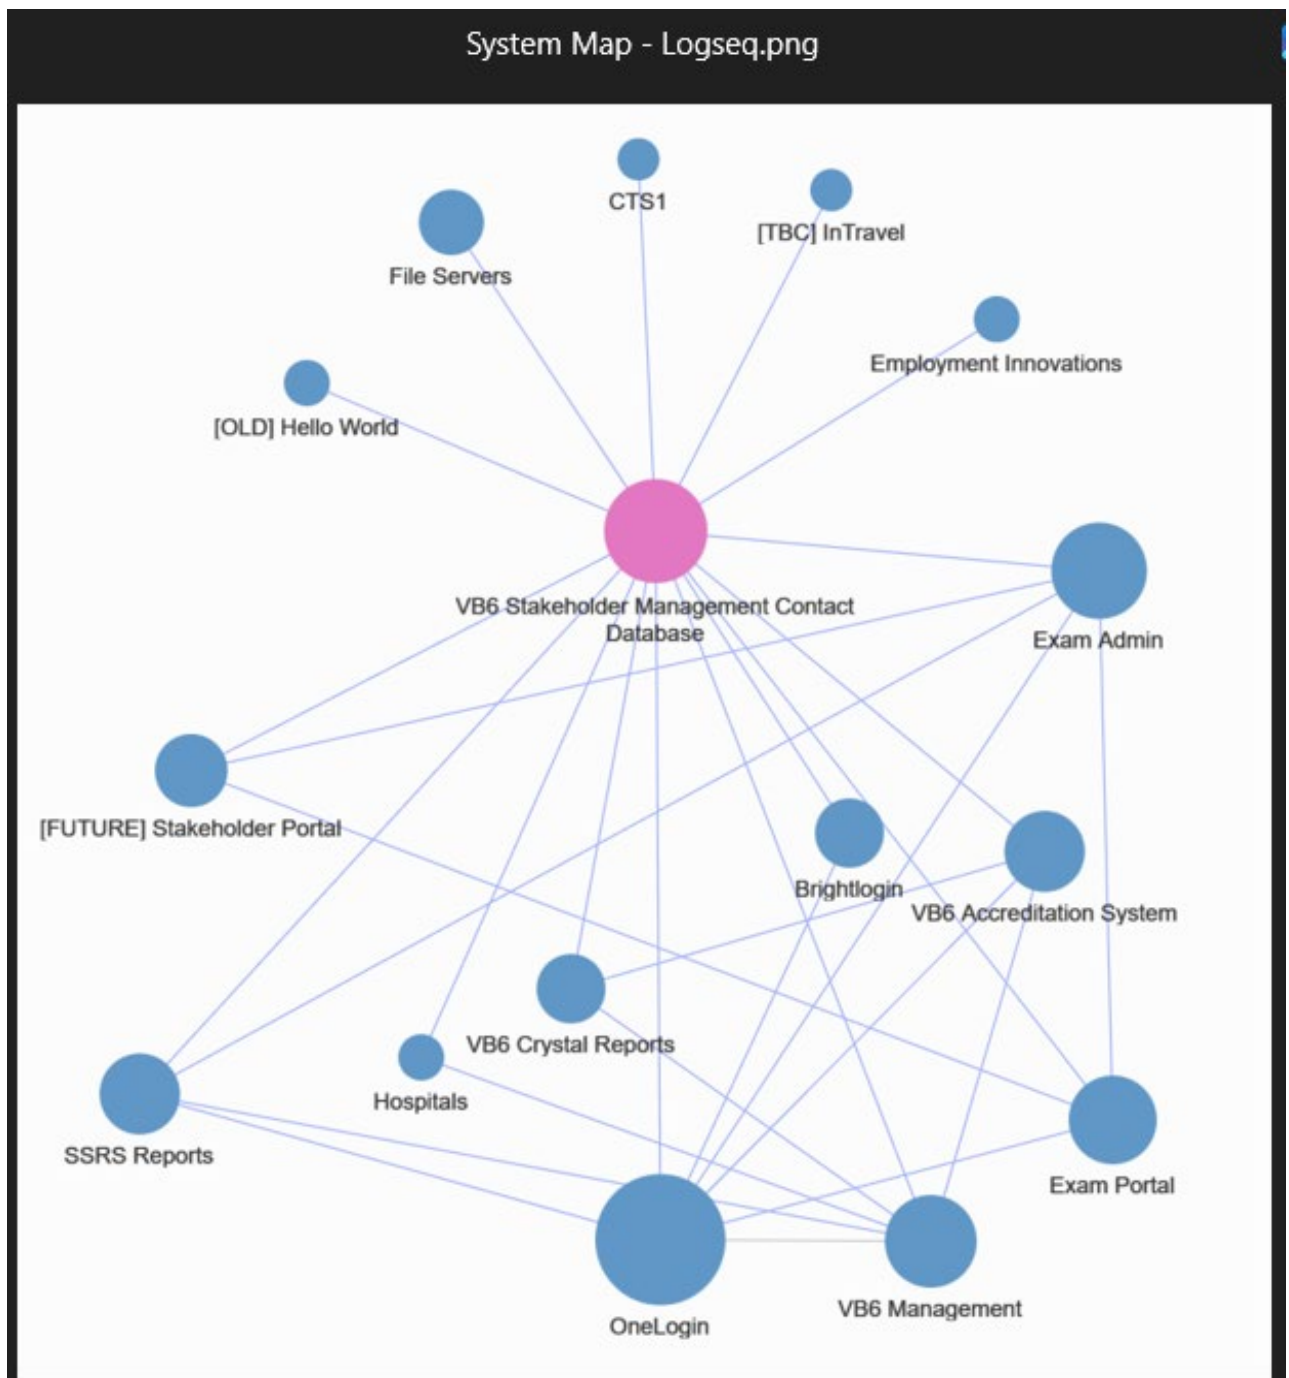 System Map - Logseq.png
CTS1
[TBC] InTravel
File Servers
Employment Innovations
[OLD] Hello World
VB6 Stakeholder Management Contact
Database
Exam Admin
[FUTURE] Stakeholder Portal
Brightlogin
VB6 Accreditation System
VB6 Crystal Reports
Hospitals
SSRS Reports
Exam Portal
VB6 Management
OneLogin